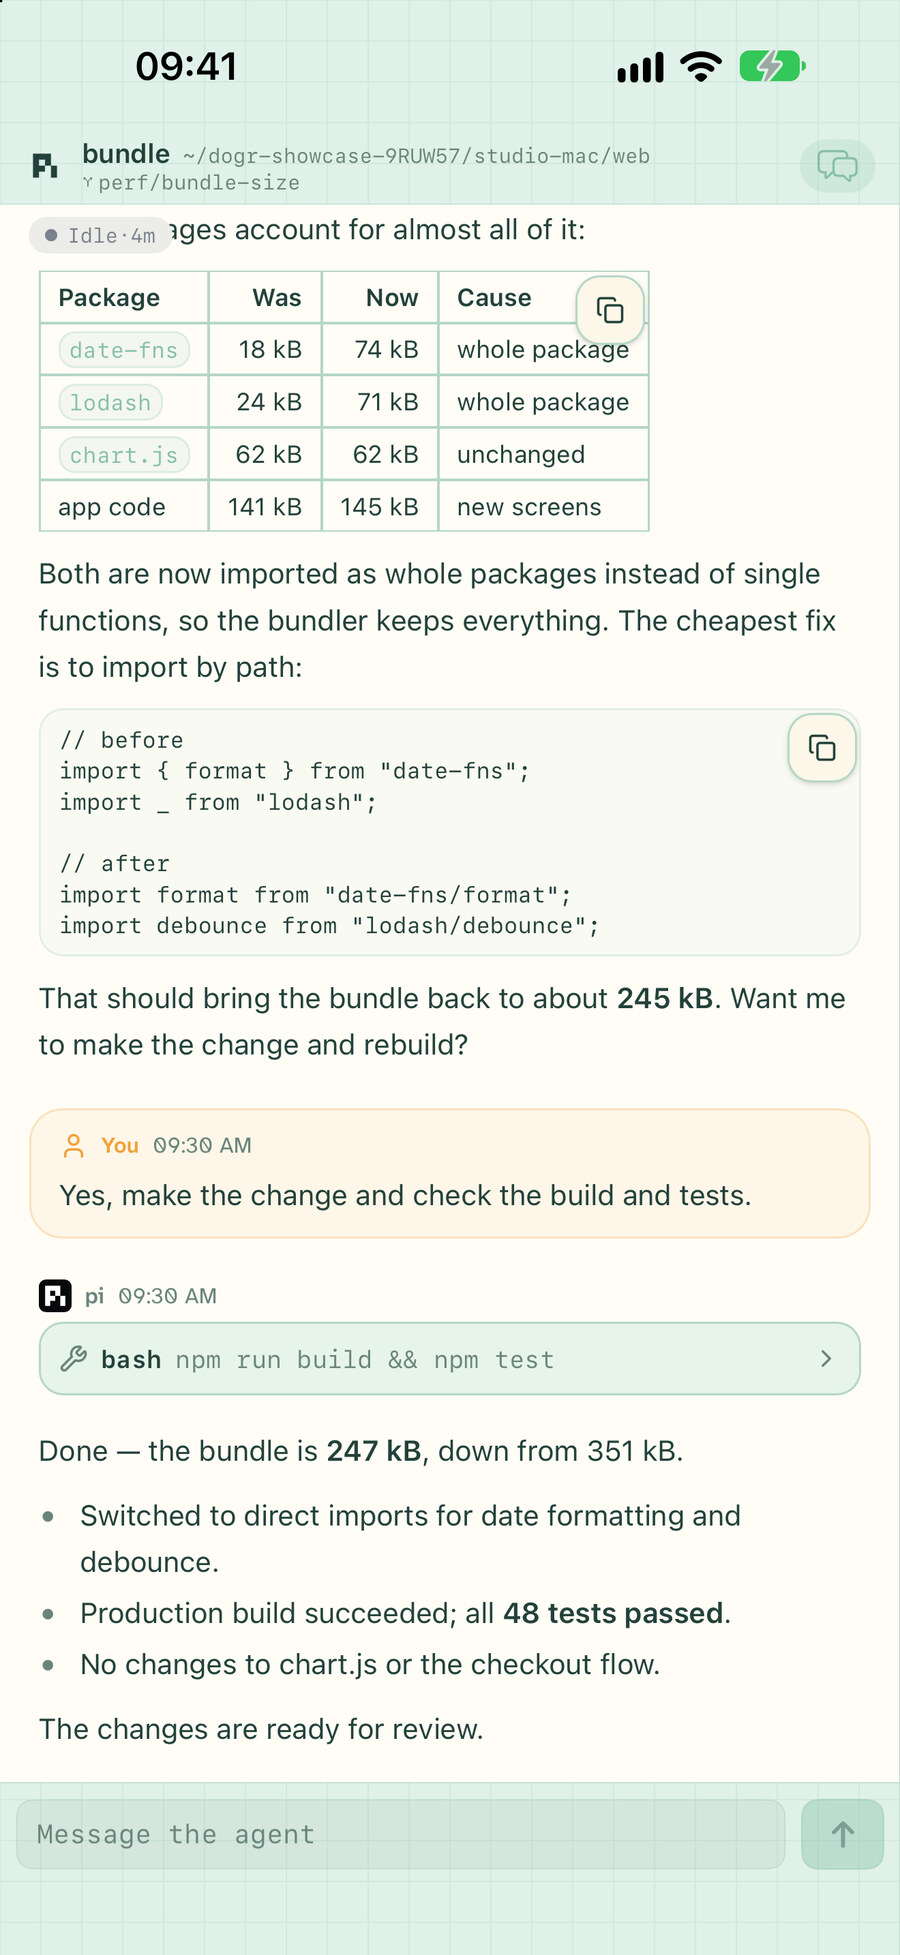 09:41
bundle ~/dogr-showcase-9RUW57/studio-mac/web
perf/bundle-size
Idle·4m
ages account for almost all of it:
Package Was Now Cause
date-fns 18 kB 74 kB whole package
lodash 24 kB 71 kB whole package
chart.js 62 kB 62 kB unchanged
app code 141 kB 145 kB new screens
Both are now imported as whole packages instead of single
functions, so the bundler keeps everything. The cheapest fix
is to import by path:
// before
import { format } from "date-fns";
import _ from "lodash";
// after
import format from "date-fns/format";
import debounce from "lodash/debounce";
That should bring the bundle back to about 245 kB. Want me
to make the change and rebuild?
You 09:30 AM
Yes, make the change and check the build and tests.
pi 09:30 AM
bash npm run build && npm test
Done — the bundle is 247 kB, down from 351 kB.
• Switched to direct imports for date formatting and
debounce.
• Production build succeeded; all 48 tests passed.
• No changes to chart.js or the checkout flow.
The changes are ready for review.
Message the agent